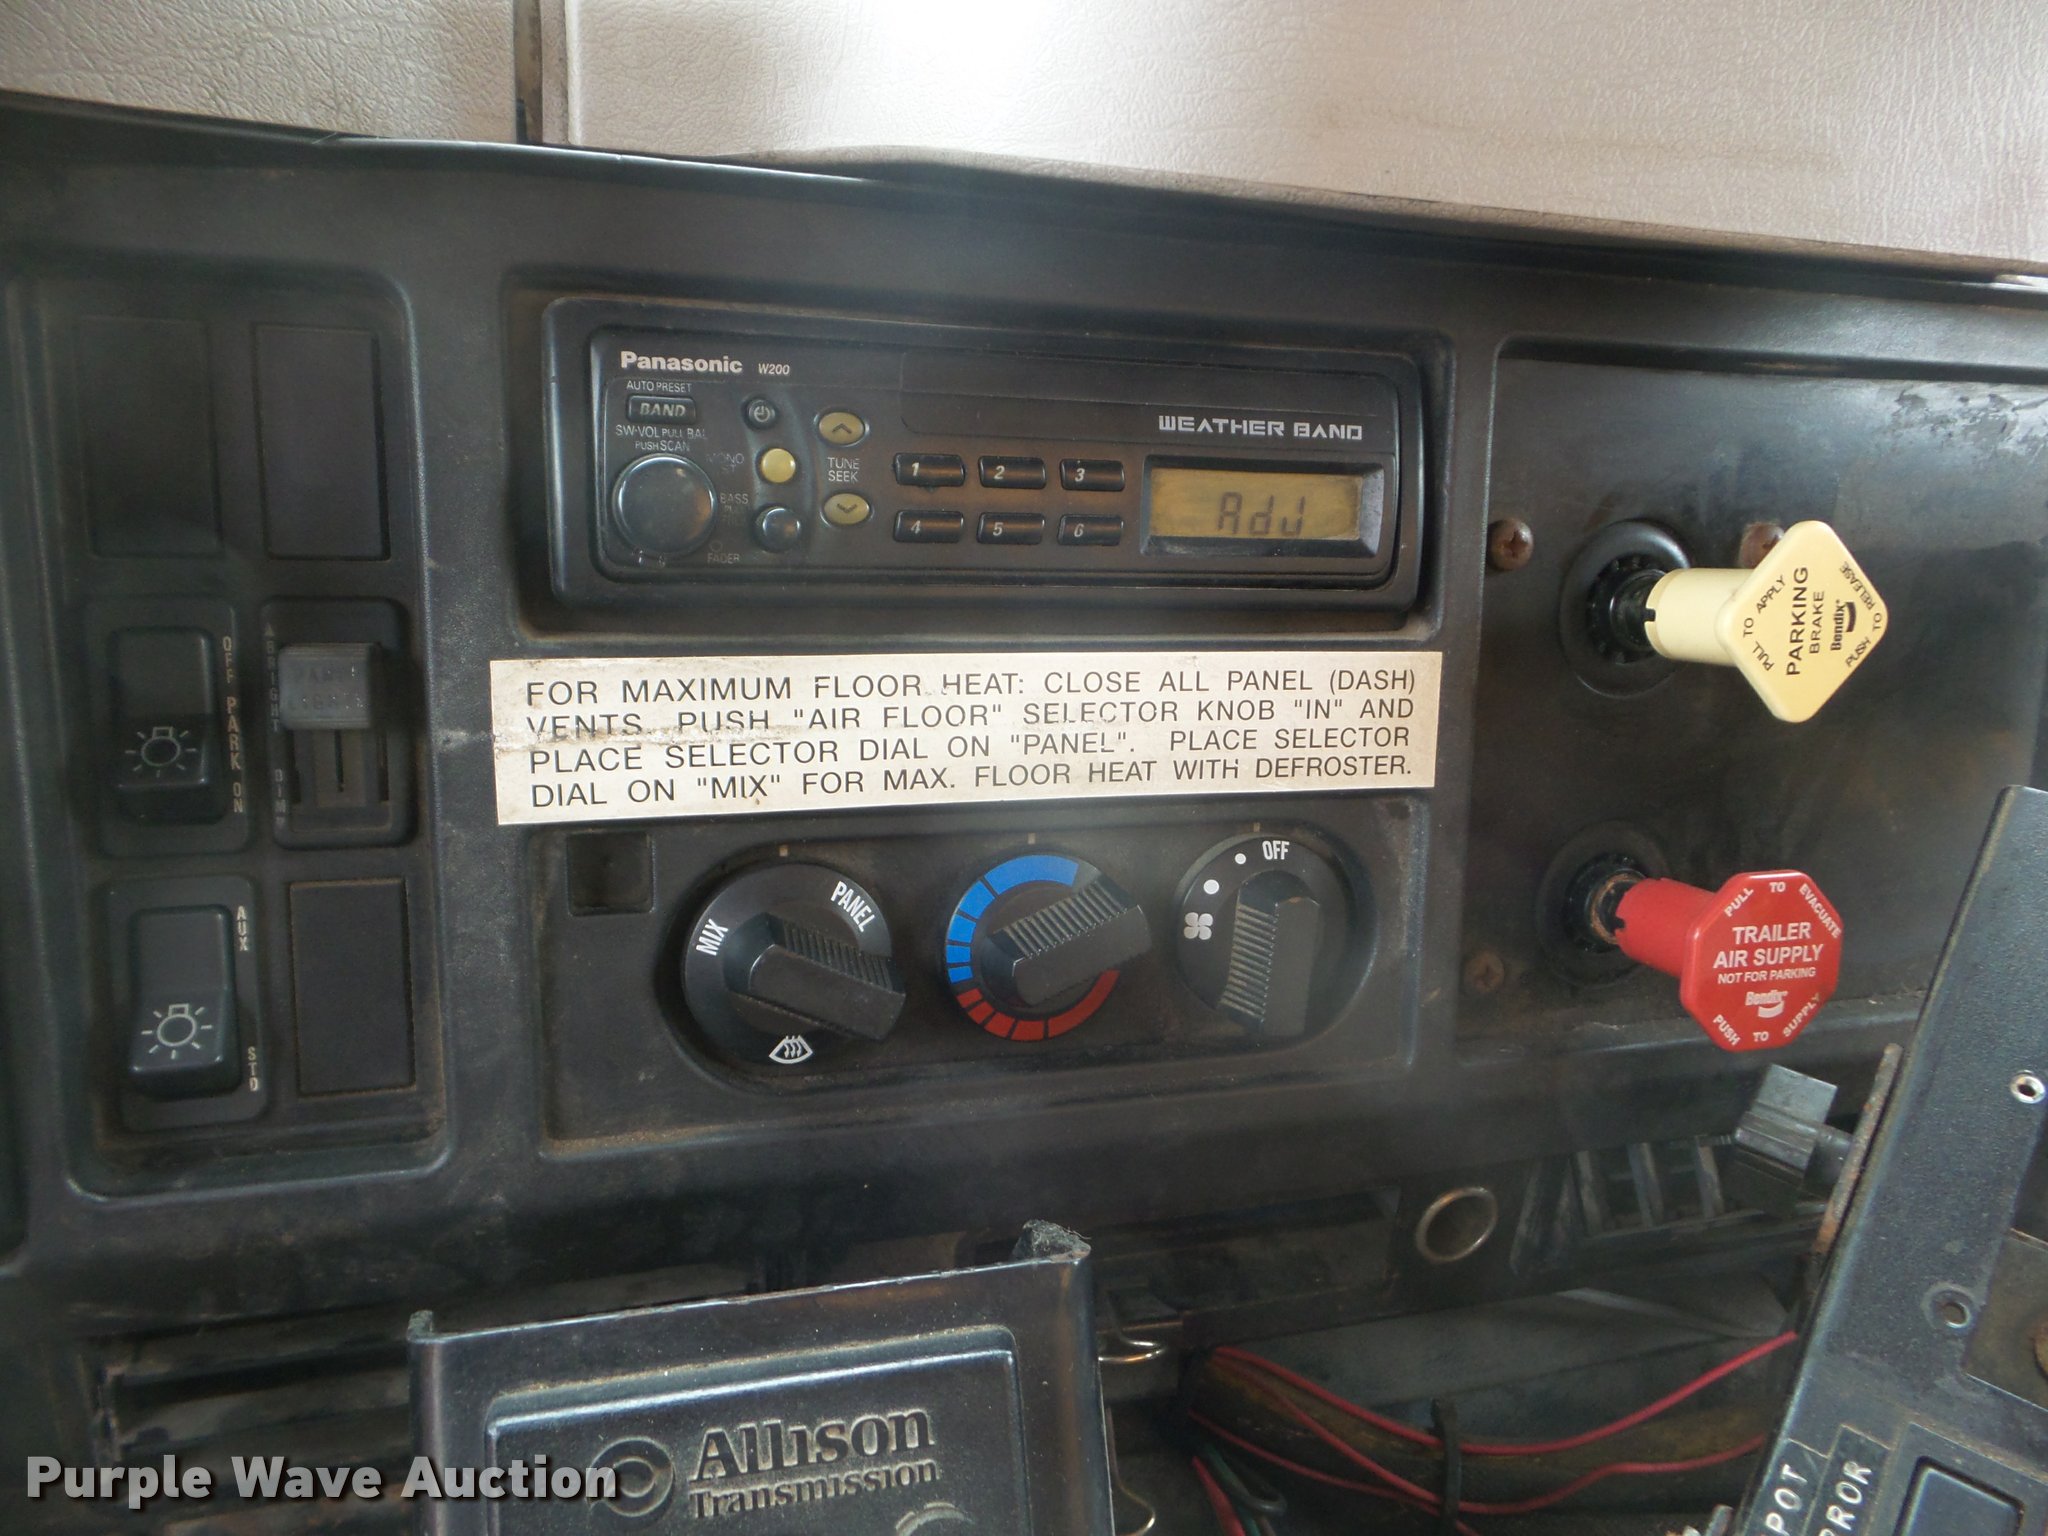 Panasonic W200
AUTO PRESET
BAND
SW·VOL PULL BAL
PUSH SCAN
MONO
ST
BASS
FADER
TUNE
SEEK
1 2 3
4 5 6
WEATHER BAND
AdJ
OFF PARK ON
BRIGHT DIM
PANEL
LIGHTS
AUX
STD
FOR MAXIMUM FLOOR HEAT: CLOSE ALL PANEL (DASH)
VENTS. PUSH "AIR FLOOR" SELECTOR KNOB "IN" AND
PLACE SELECTOR DIAL ON "PANEL". PLACE SELECTOR
DIAL ON "MIX" FOR MAX. FLOOR HEAT WITH DEFROSTER.
MIX
PANEL
OFF
PULL TO APPLY
PARKING
BRAKE
Bendix
PUSH TO RELEASE
PULL TO EVACUATE
TRAILER
AIR SUPPLY
NOT FOR PARKING
Bendix
PUSH TO SUPPLY
Allison
Transmission
Purple Wave Auction